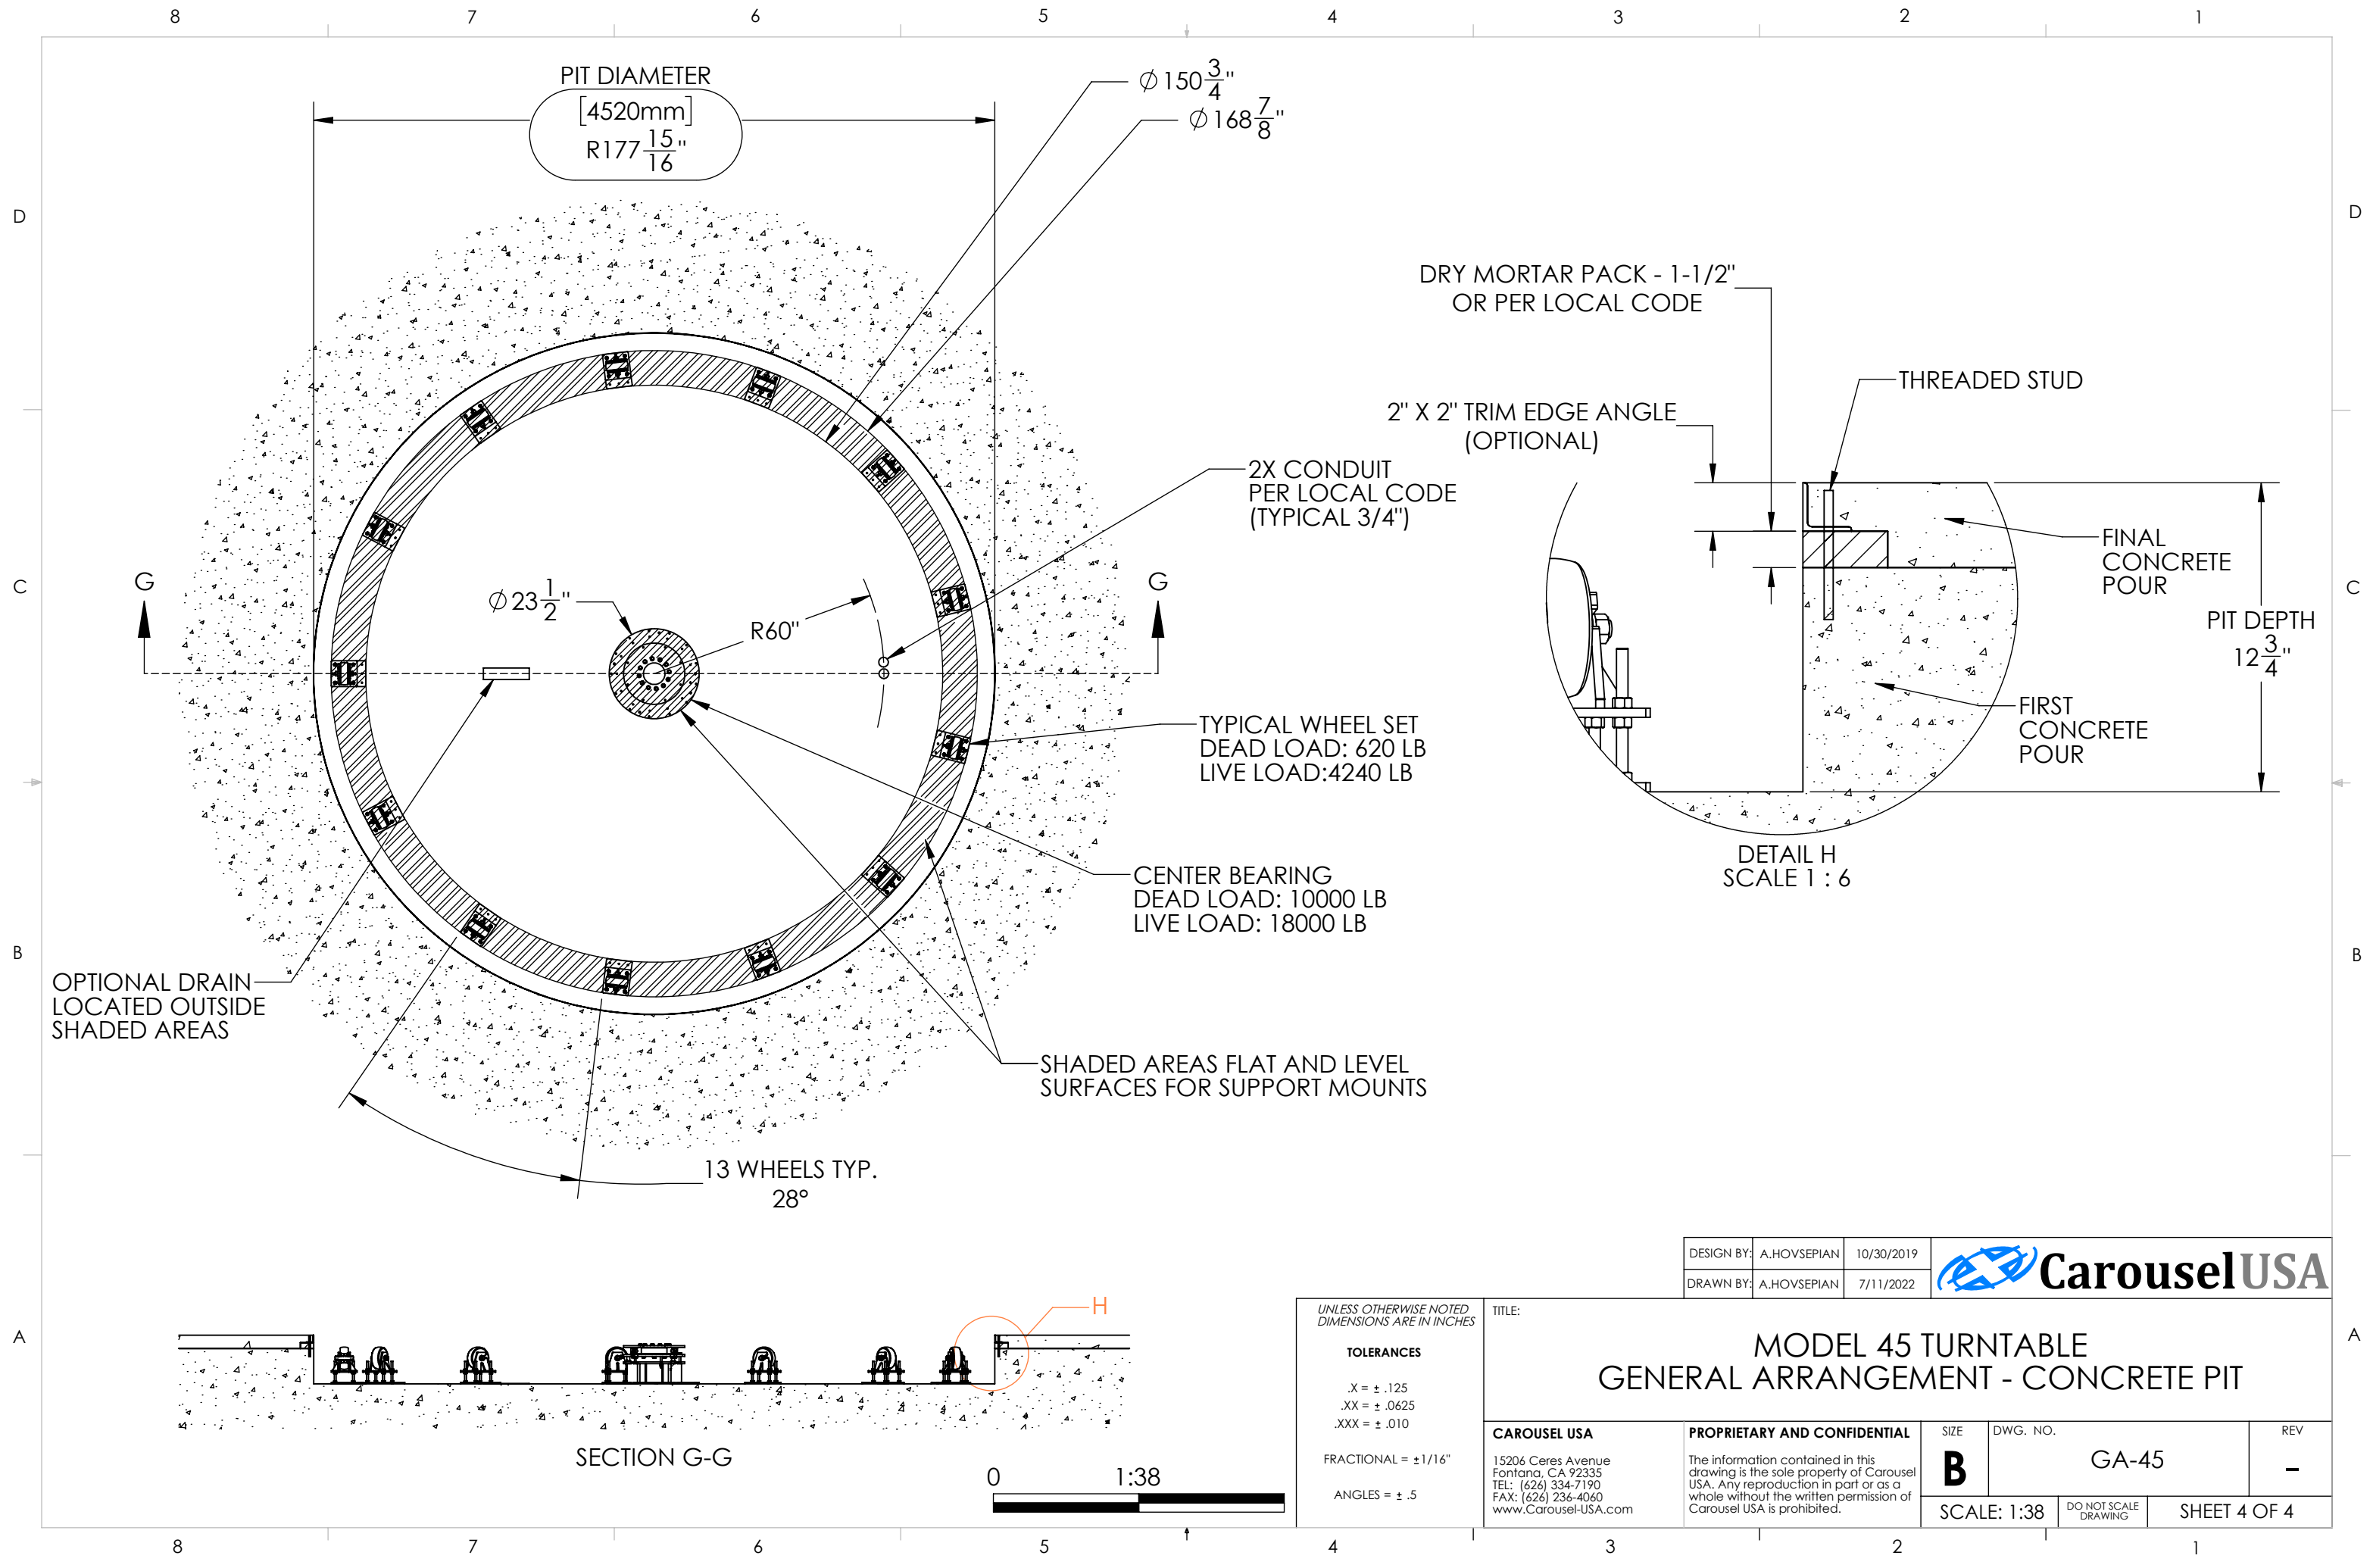 8 7 6 5 4 3 2 1
D D
C C
B B
A A
PIT DIAMETER
[4520mm]
R177 15/16"
⌀150 3/4"
⌀168 7/8"
2X CONDUIT
PER LOCAL CODE
(TYPICAL 3/4")
G G
⌀23 1/2"
R60"
TYPICAL WHEEL SET
DEAD LOAD: 620 LB
LIVE LOAD:4240 LB
CENTER BEARING
DEAD LOAD: 10000 LB
LIVE LOAD: 18000 LB
OPTIONAL DRAIN
LOCATED OUTSIDE
SHADED AREAS
SHADED AREAS FLAT AND LEVEL
SURFACES FOR SUPPORT MOUNTS
13 WHEELS TYP.
28°
DRY MORTAR PACK - 1-1/2"
OR PER LOCAL CODE
THREADED STUD
2" X 2" TRIM EDGE ANGLE
(OPTIONAL)
FINAL
CONCRETE
POUR
PIT DEPTH
12 3/4"
FIRST
CONCRETE
POUR
DETAIL H
SCALE 1 : 6
H
SECTION G-G
0 1:38
DESIGN BY: A.HOVSEPIAN 10/30/2019
DRAWN BY: A.HOVSEPIAN 7/11/2022
CarouselUSA
UNLESS OTHERWISE NOTED
DIMENSIONS ARE IN INCHES
TOLERANCES
.X = ± .125
.XX = ± .0625
.XXX = ± .010
FRACTIONAL = ±1/16"
ANGLES = ± .5
TITLE:
MODEL 45 TURNTABLE
GENERAL ARRANGEMENT - CONCRETE PIT
CAROUSEL USA
15206 Ceres Avenue
Fontana, CA 92335
TEL: (626) 334-7190
FAX: (626) 236-4060
www.Carousel-USA.com
PROPRIETARY AND CONFIDENTIAL
The information contained in this
drawing is the sole property of Carousel
USA. Any reproduction in part or as a
whole without the written permission of
Carousel USA is prohibited.
SIZE
B
DWG. NO.
GA-45
REV
–
SCALE: 1:38
DO NOT SCALE
DRAWING
SHEET 4 OF 4
8 7 6 5 4 3 2 1